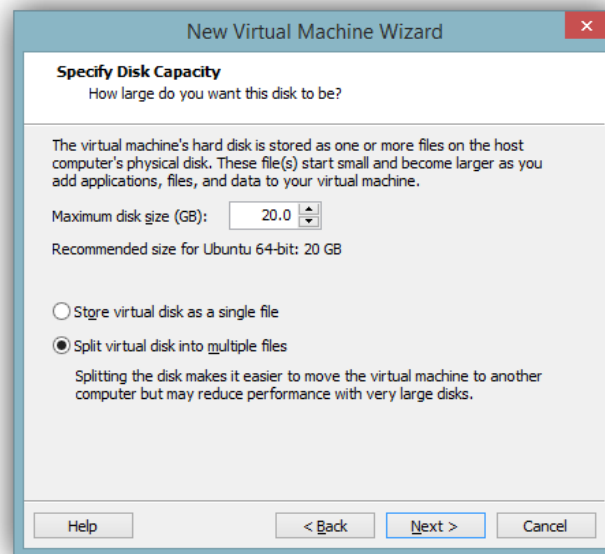 New Virtual Machine Wizard
Specify Disk Capacity
How large do you want this disk to be?
The virtual machine's hard disk is stored as one or more files on the host
computer's physical disk. These file(s) start small and become larger as you
add applications, files, and data to your virtual machine.
Maximum disk size (GB): 20.0
Recommended size for Ubuntu 64-bit: 20 GB
Store virtual disk as a single file
Split virtual disk into multiple files
Splitting the disk makes it easier to move the virtual machine to another
computer but may reduce performance with very large disks.
Help < Back Next > Cancel